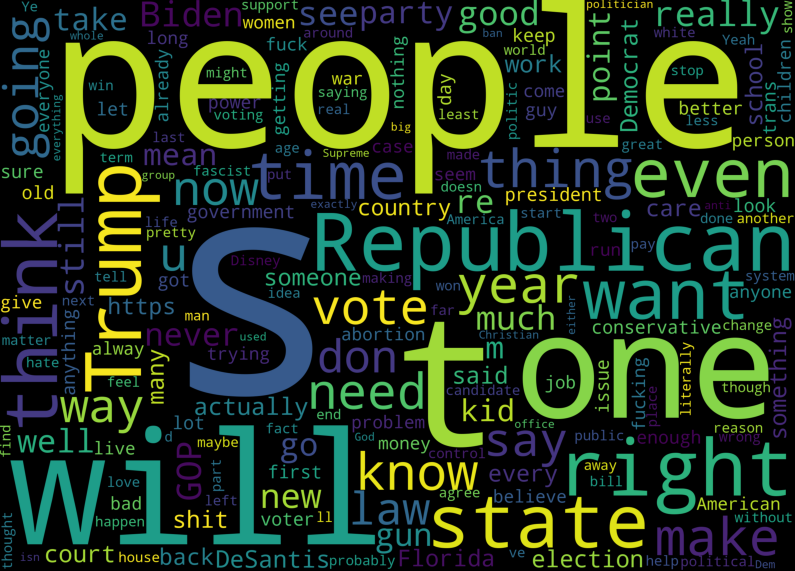 Ye
take
Biden
support
women
see
party
good
politician
really
show
going
people
long
fuck
around
keep
world
ban
white
Yeah
whole
everyone
everything
already
might
war
saying
day
work
point
Democrat
school
trans
children
win
let
power
voting
real
getting
nothing
least
politic
come
guy
use
stop
less
better
person
sure
old
mean
last
term
group
fascist
age
put
Supreme
case
big
made
seem
doesn
great
time
thing
even
now
country
re
president
care
look
another
anti
done
think
still
Trump
life
government
pretty
exactly
America
start
two
run
pay
system
anyone
tell
u
got
Disney
S
Republican
give
next
https
idea
someone
making
year
want
won
far
vote
much
Christian
either
conservative
change
matter
hate
anything
alway
never
man
used
trying
abortion
don
t
m
one
though
feel
many
need
said
candidate
job
issue
fucking
place
literally
something
way
actually
end
problem
kid
office
reason
find
well
live
d
lot
fact
God
money
control
say
public
enough
wrong
will
love
maybe
part
GOP
go
first
left
know
every
right
away
bill
bad
happen
shit
new
voter
ll
law
agree
believe
state
American
without
thought
gun
make
isn
court
house
back
DeSantis
probably
Florida
ve
election
help
political
Dem